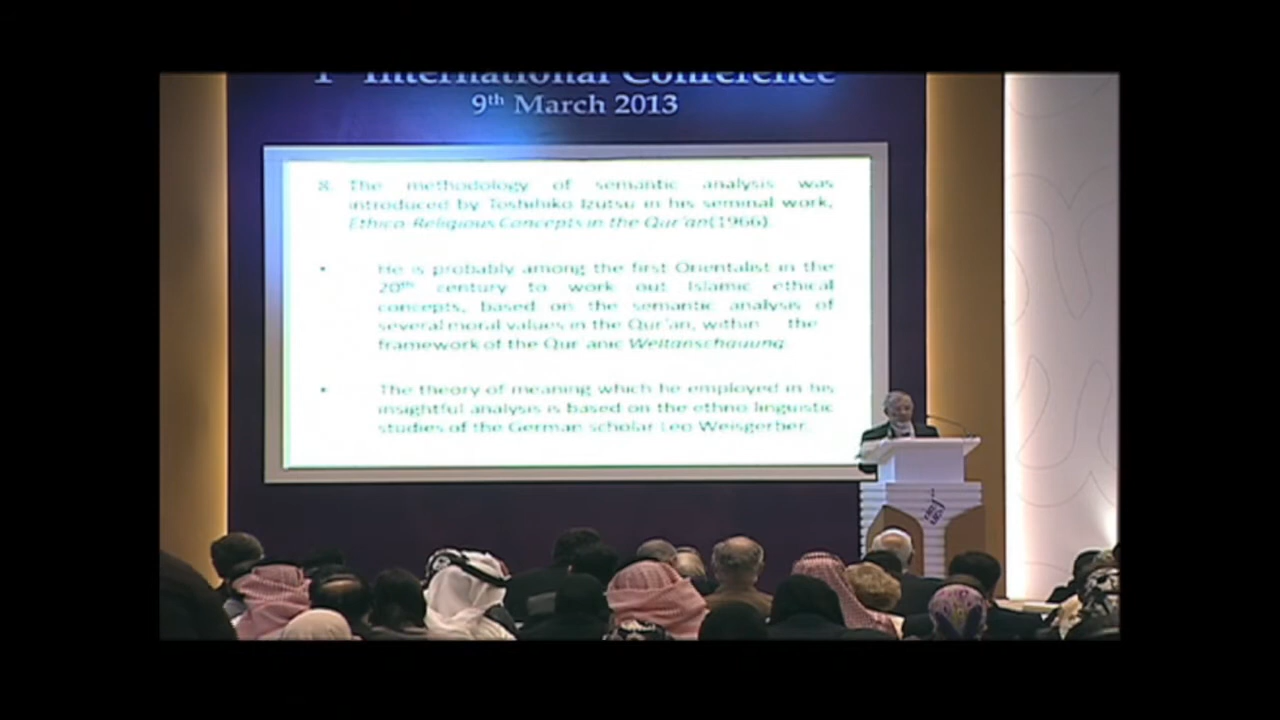 1st International Conference
9th March 2013
8. The methodology of semantic analysis was
introduced by Toshihiko Izutsu in his seminal work,
Ethico-Religious Concepts in the Qur'an(1966).
• He is probably among the first Orientalist in the
20th century to work out Islamic ethical
concepts, based on the semantic analysis of
several moral values in the Qur'an, within the
framework of the Qur'anic Weltanschauung.
• The theory of meaning which he employed in his
insightful analysis is based on the ethno linguistic
studies of the German scholar Leo Weisgerber.